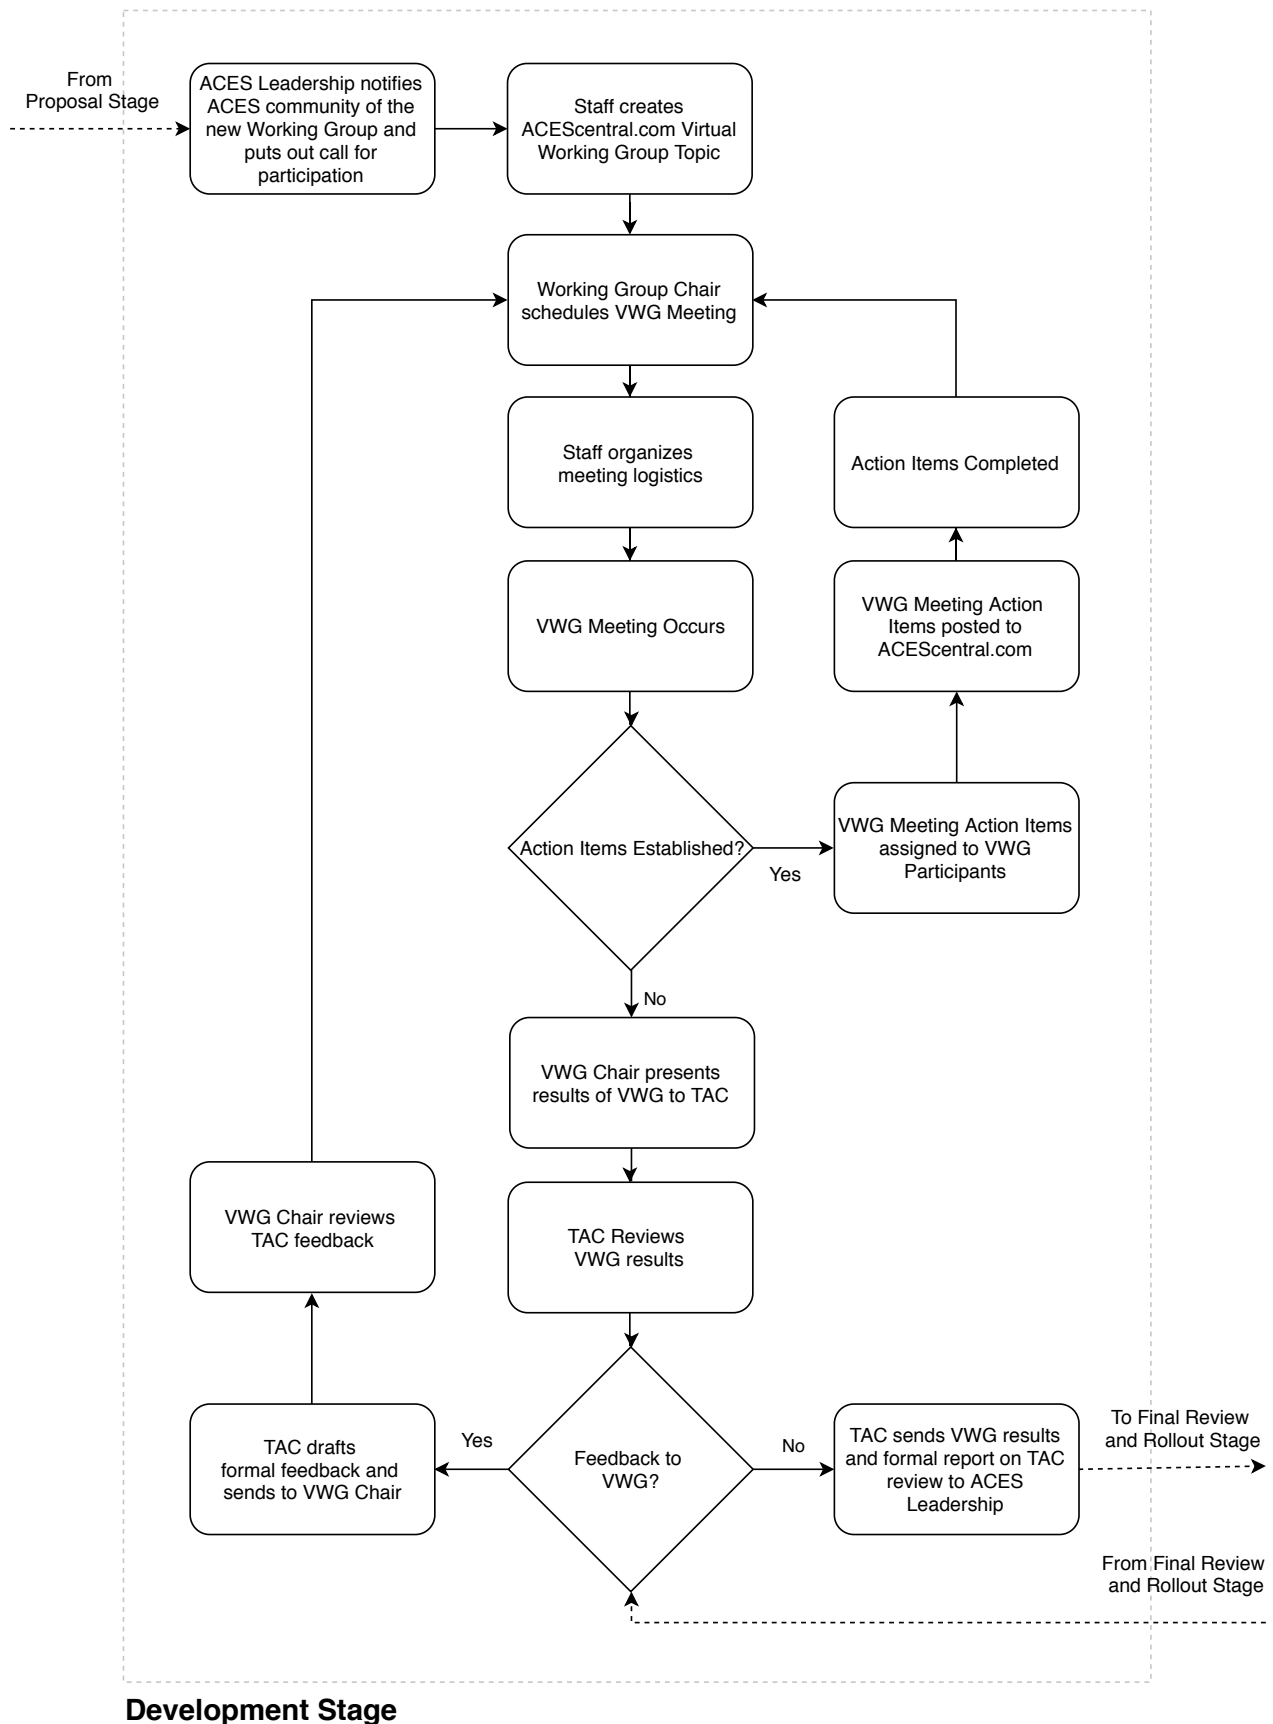 From
Proposal Stage
ACES Leadership notifies
ACES community of the
new Working Group and
puts out call for
participation
Staff creates
ACEScentral.com Virtual
Working Group Topic
Working Group Chair
schedules VWG Meeting
Staff organizes
meeting logistics
Action Items Completed
VWG Meeting Occurs
VWG Meeting Action
Items posted to
ACEScentral.com
Action Items Established?
Yes
VWG Meeting Action Items
assigned to VWG
Participants
No
VWG Chair presents
results of VWG to TAC
VWG Chair reviews
TAC feedback
TAC Reviews
VWG results
TAC drafts
formal feedback and
sends to VWG Chair
Yes
Feedback to
VWG?
No
TAC sends VWG results
and formal report on TAC
review to ACES
Leadership
To Final Review
and Rollout Stage
From Final Review
and Rollout Stage
Development Stage